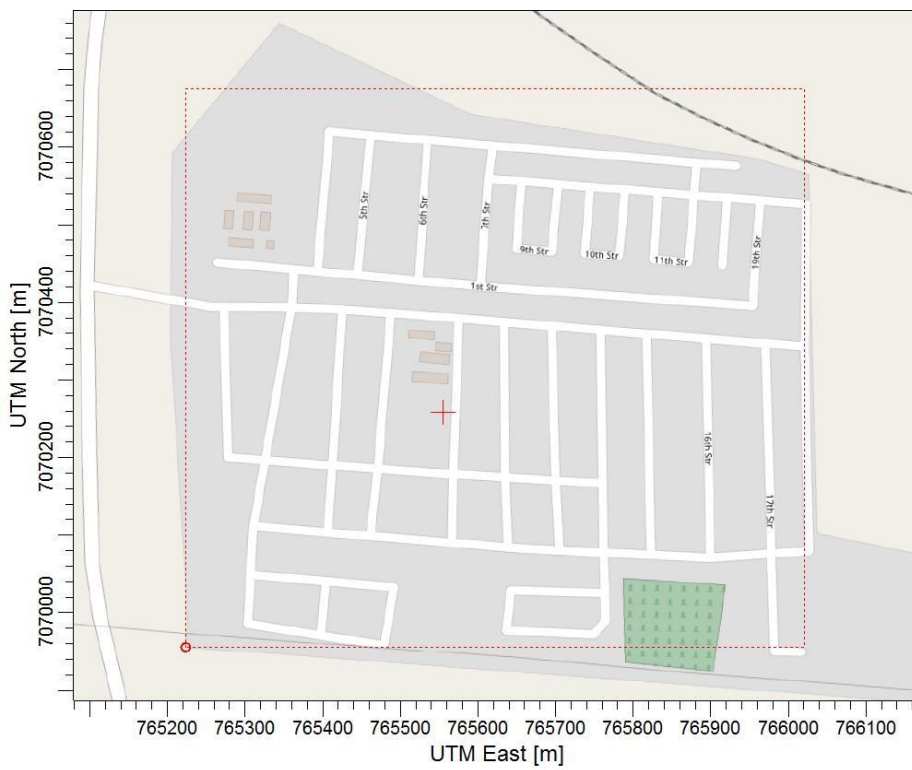 7070600
7070400
7070200
7070000
UTM North [m]
5th Str
6th Str
7th Str
9th Str
10th Str
11th Str
19th Str
1st Str
16th Str
17th Str
765200
765300
765400
765500
765600
765700
765800
765900
766000
766100
UTM East [m]